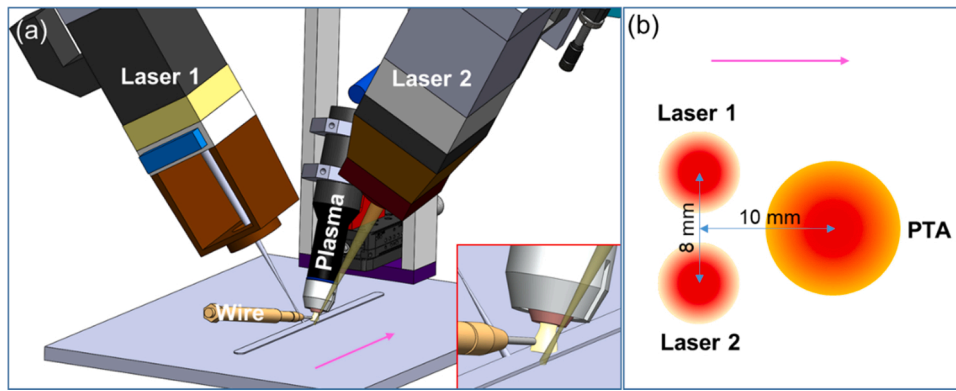 (a)
Laser 1
Laser 2
Plasma
Wire
(b)
Laser 1
8 mm
10 mm
PTA
Laser 2